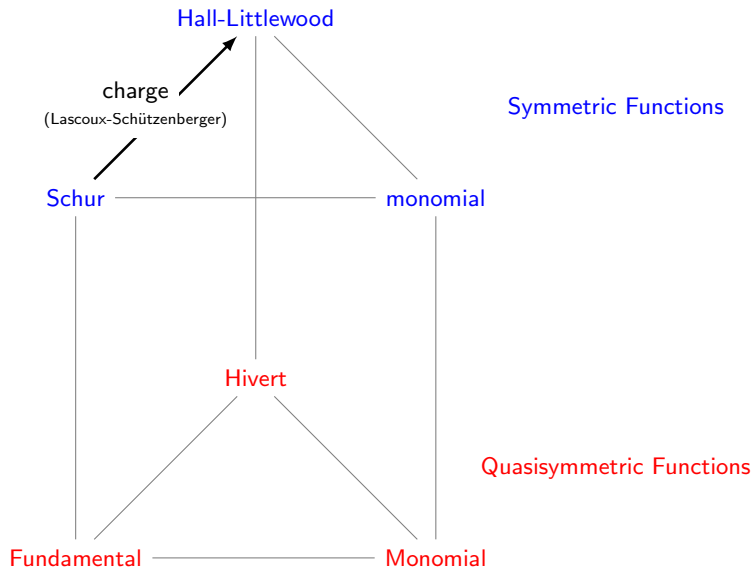 Hall-Littlewood
charge
(Lascoux-Schützenberger)
Symmetric Functions
Schur
monomial
Hivert
Quasisymmetric Functions
Fundamental
Monomial